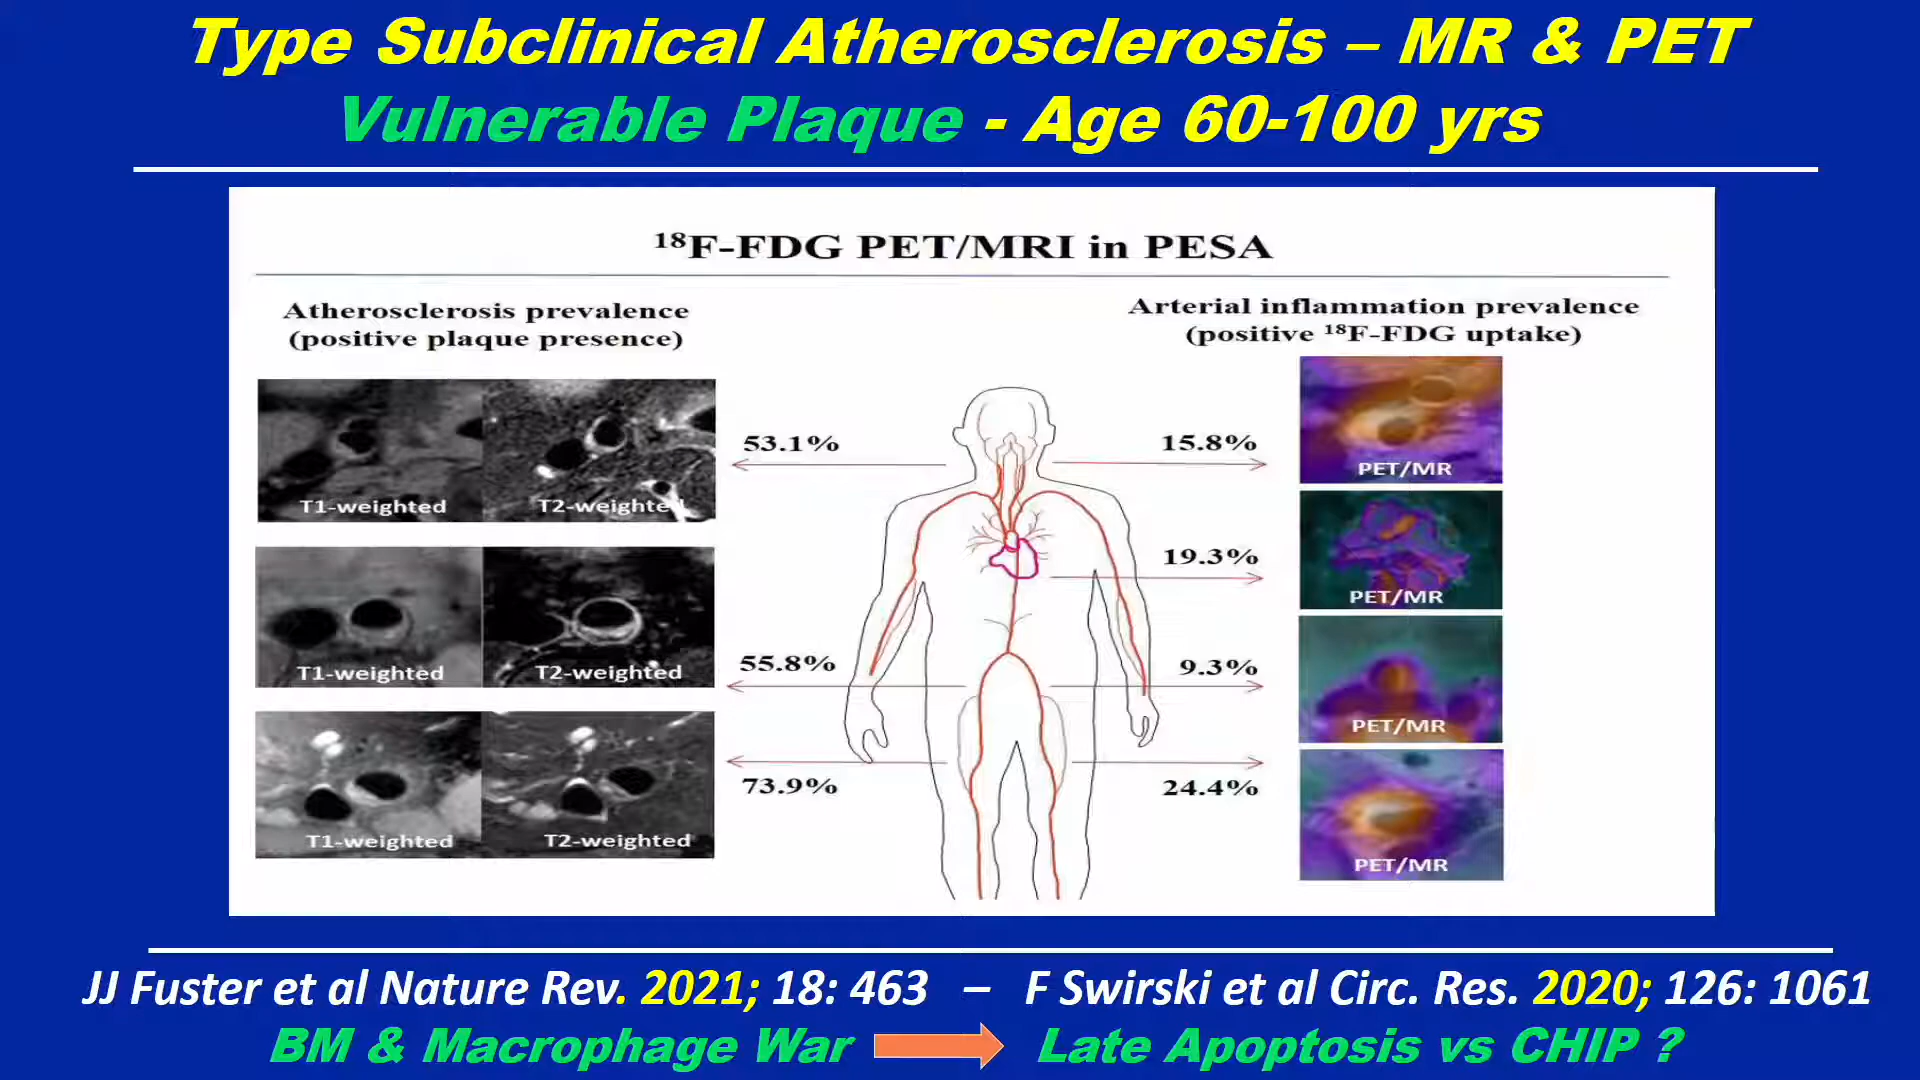 Type Subclinical Atherosclerosis – MR & PET
Vulnerable Plaque - Age 60-100 yrs
¹⁸F-FDG PET/MRI in PESA
Atherosclerosis prevalence
(positive plaque presence)
Arterial inflammation prevalence
(positive ¹⁸F-FDG uptake)
T1-weighted
T2-weighte
53.1%
15.8%
PET/MR
19.3%
PET/MR
T1-weighted
T2-weighted
55.8%
9.3%
PET/MR
T1-weighted
T2-weighted
73.9%
24.4%
PET/MR
JJ Fuster et al Nature Rev. 2021; 18: 463 – F Swirski et al Circ. Res. 2020; 126: 1061
BM & Macrophage War Late Apoptosis vs CHIP ?